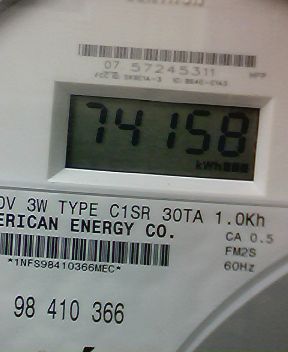 07 57245311
HPP
74158
kWh
0V 3W TYPE C1SR 30TA 1.0Kh
ERICAN ENERGY CO.
CA 0.5
FM2S
60Hz
*1NFS98410366MEC*
98 410 366